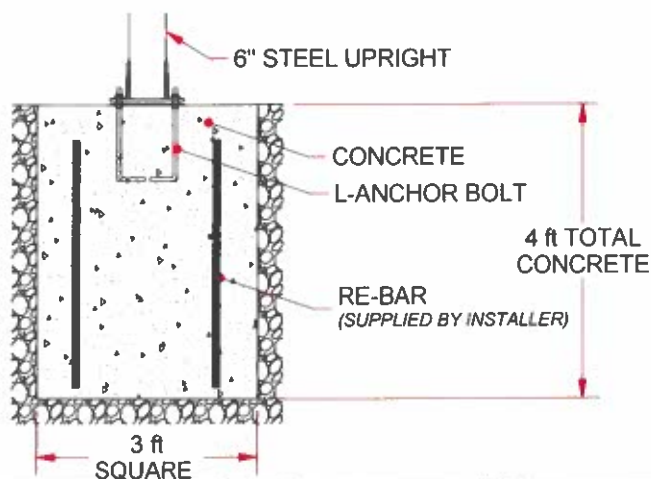 6" STEEL UPRIGHT
CONCRETE
L-ANCHOR BOLT
4 ft TOTAL
CONCRETE
RE-BAR
(SUPPLIED BY INSTALLER)
3 ft
SQUARE